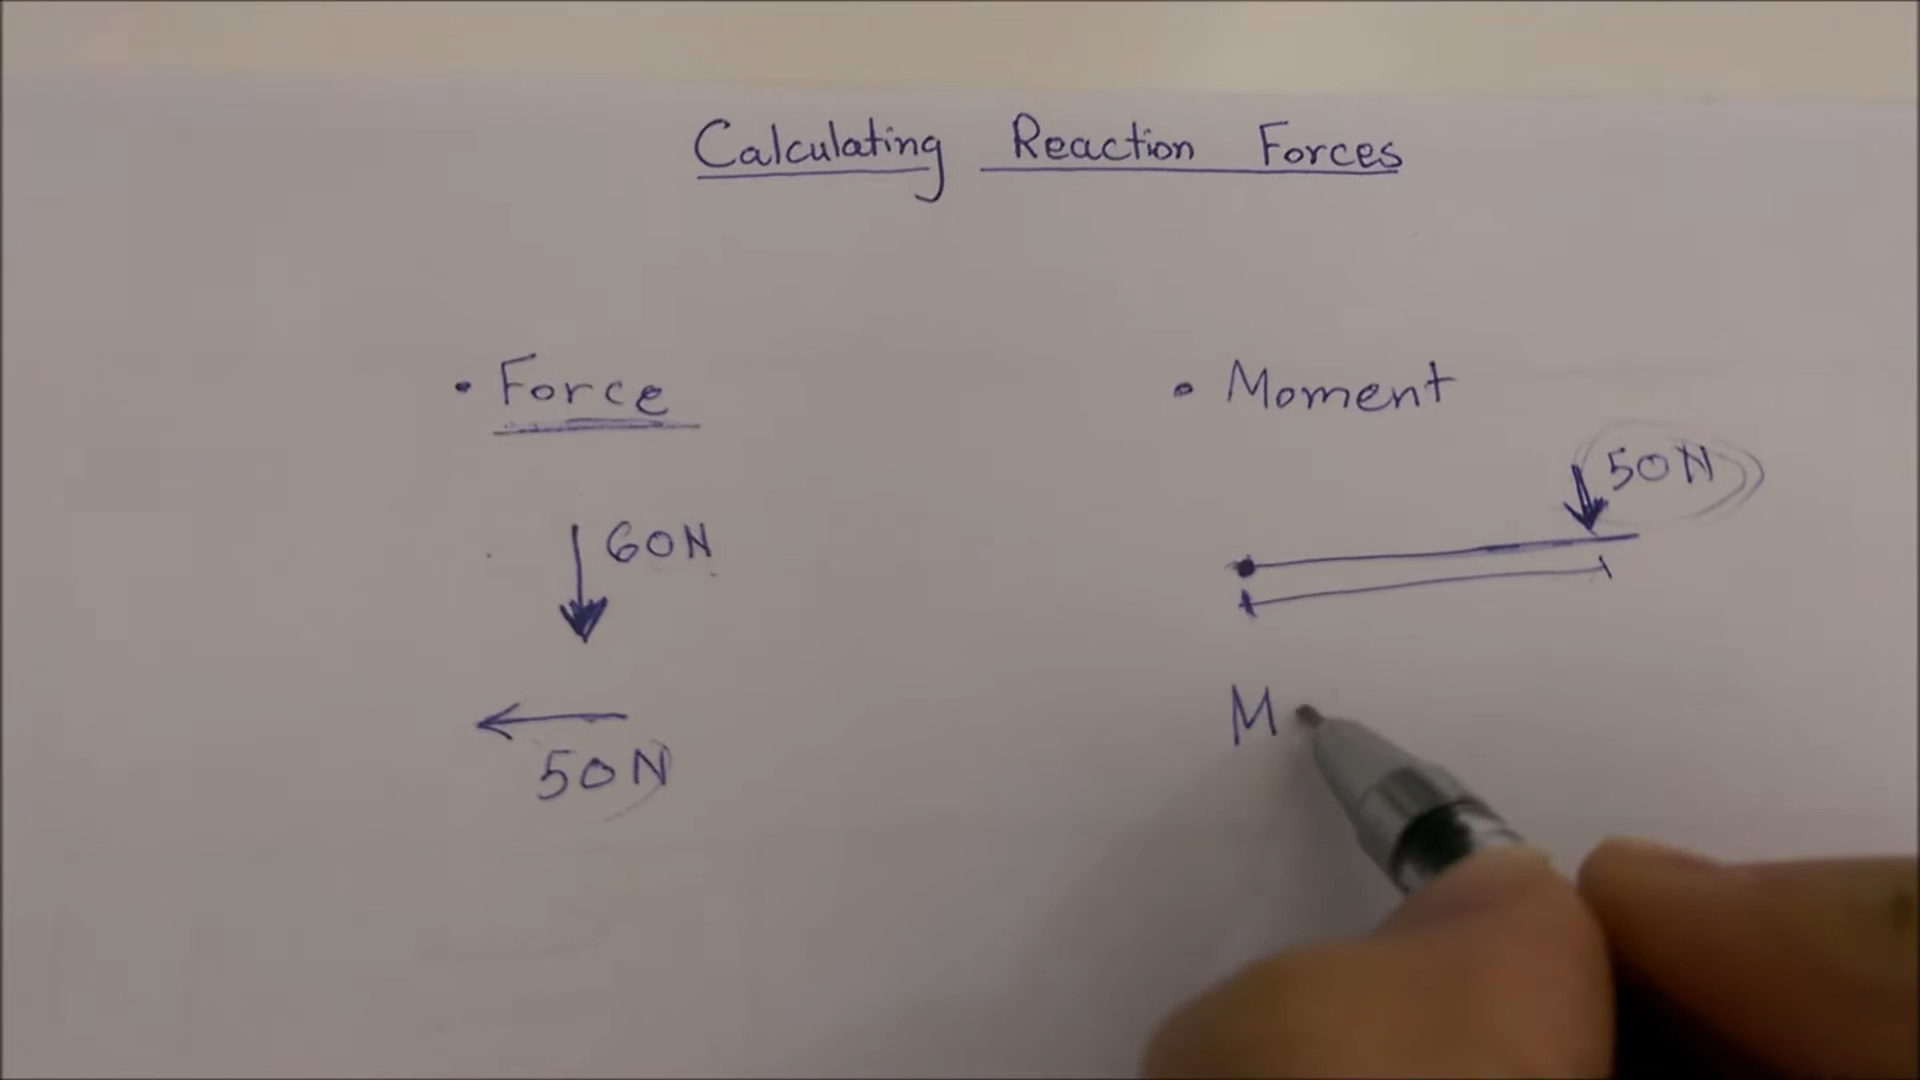 Calculating Reaction Forces
• Force
60N
50N
• Moment
50N
M